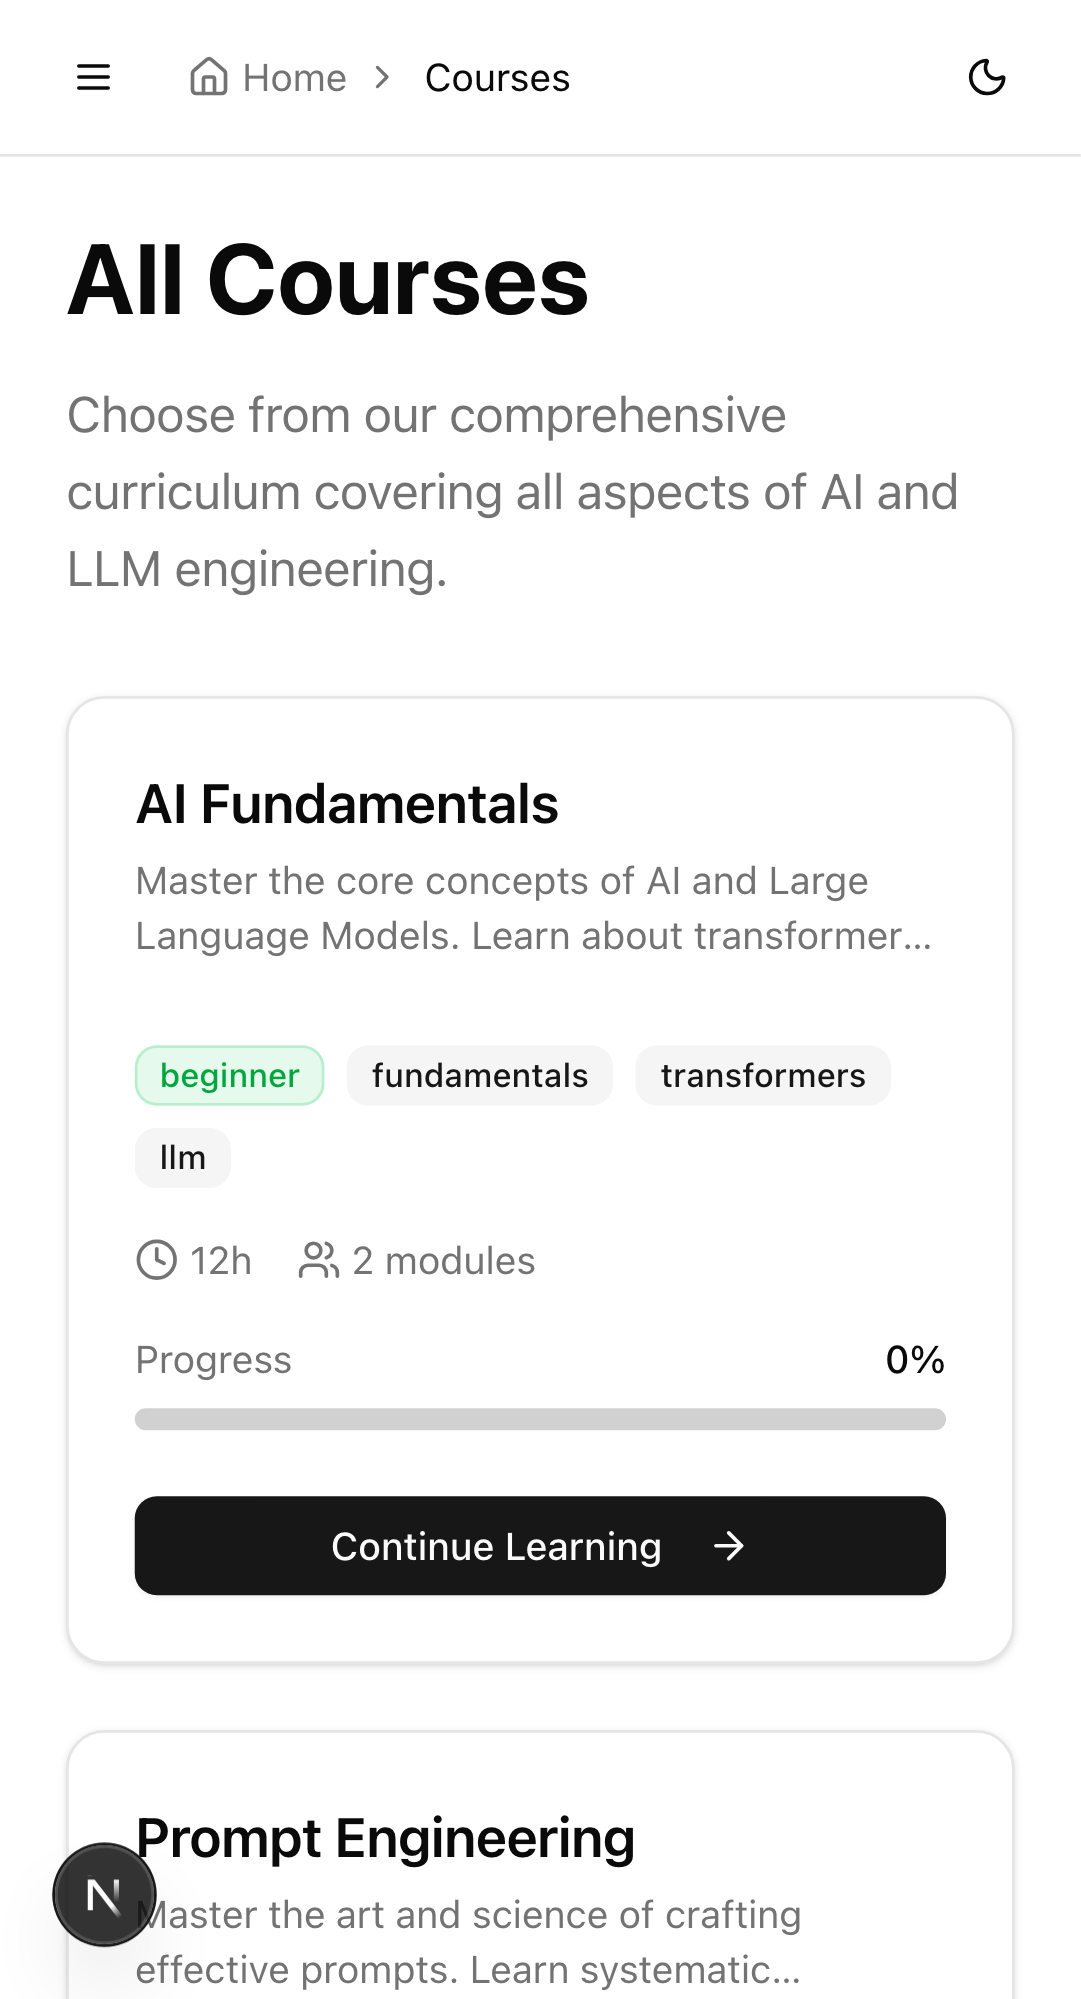 Home > Courses
All Courses
Choose from our comprehensive
curriculum covering all aspects of AI and
LLM engineering.
AI Fundamentals
Master the core concepts of AI and Large
Language Models. Learn about transformer...
beginner fundamentals transformers
llm
12h 2 modules
Progress 0%
Continue Learning →
Prompt Engineering
N
Master the art and science of crafting
effective prompts. Learn systematic...